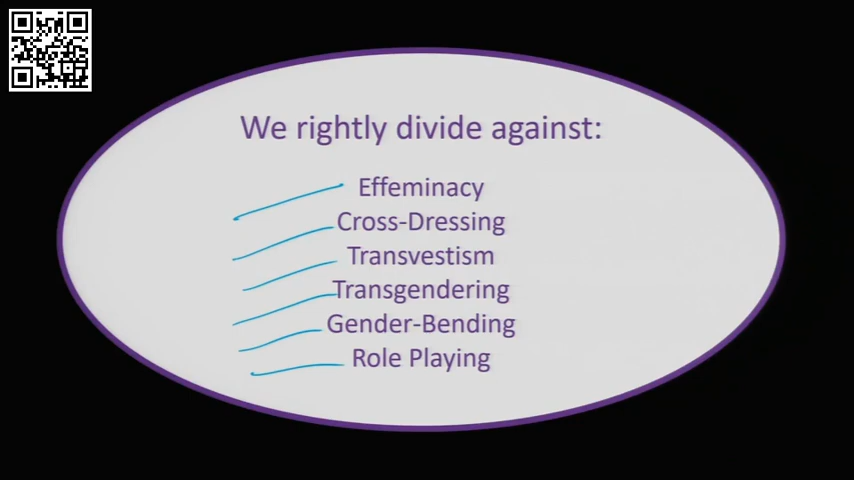 We rightly divide against:
Effeminacy
Cross-Dressing
Transvestism
Transgendering
Gender-Bending
Role Playing